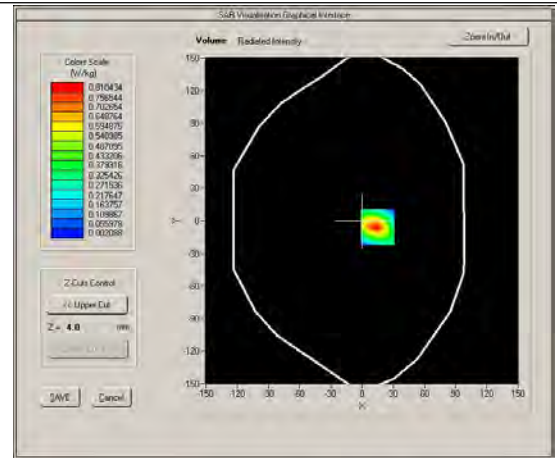 SAR Visualisation Graphical Interface
Volume Radiated Intensity
Zoom In/Out
Colors Scale
(W/kg)
0.810434
0.756544
0.702654
0.648764
0.594875
0.540985
0.487095
0.433206
0.379316
0.325426
0.271536
0.217647
0.163757
0.109867
0.055978
0.002088
Z-Cuts Control
<< Upper Cut
Z = 4.0 mm
SAVE
Cancel
150
120
90
60
30
0
-30
-60
-90
-120
-150
Y
-150 -120 -90 -60 -30 0 30 60 90 120 150
X